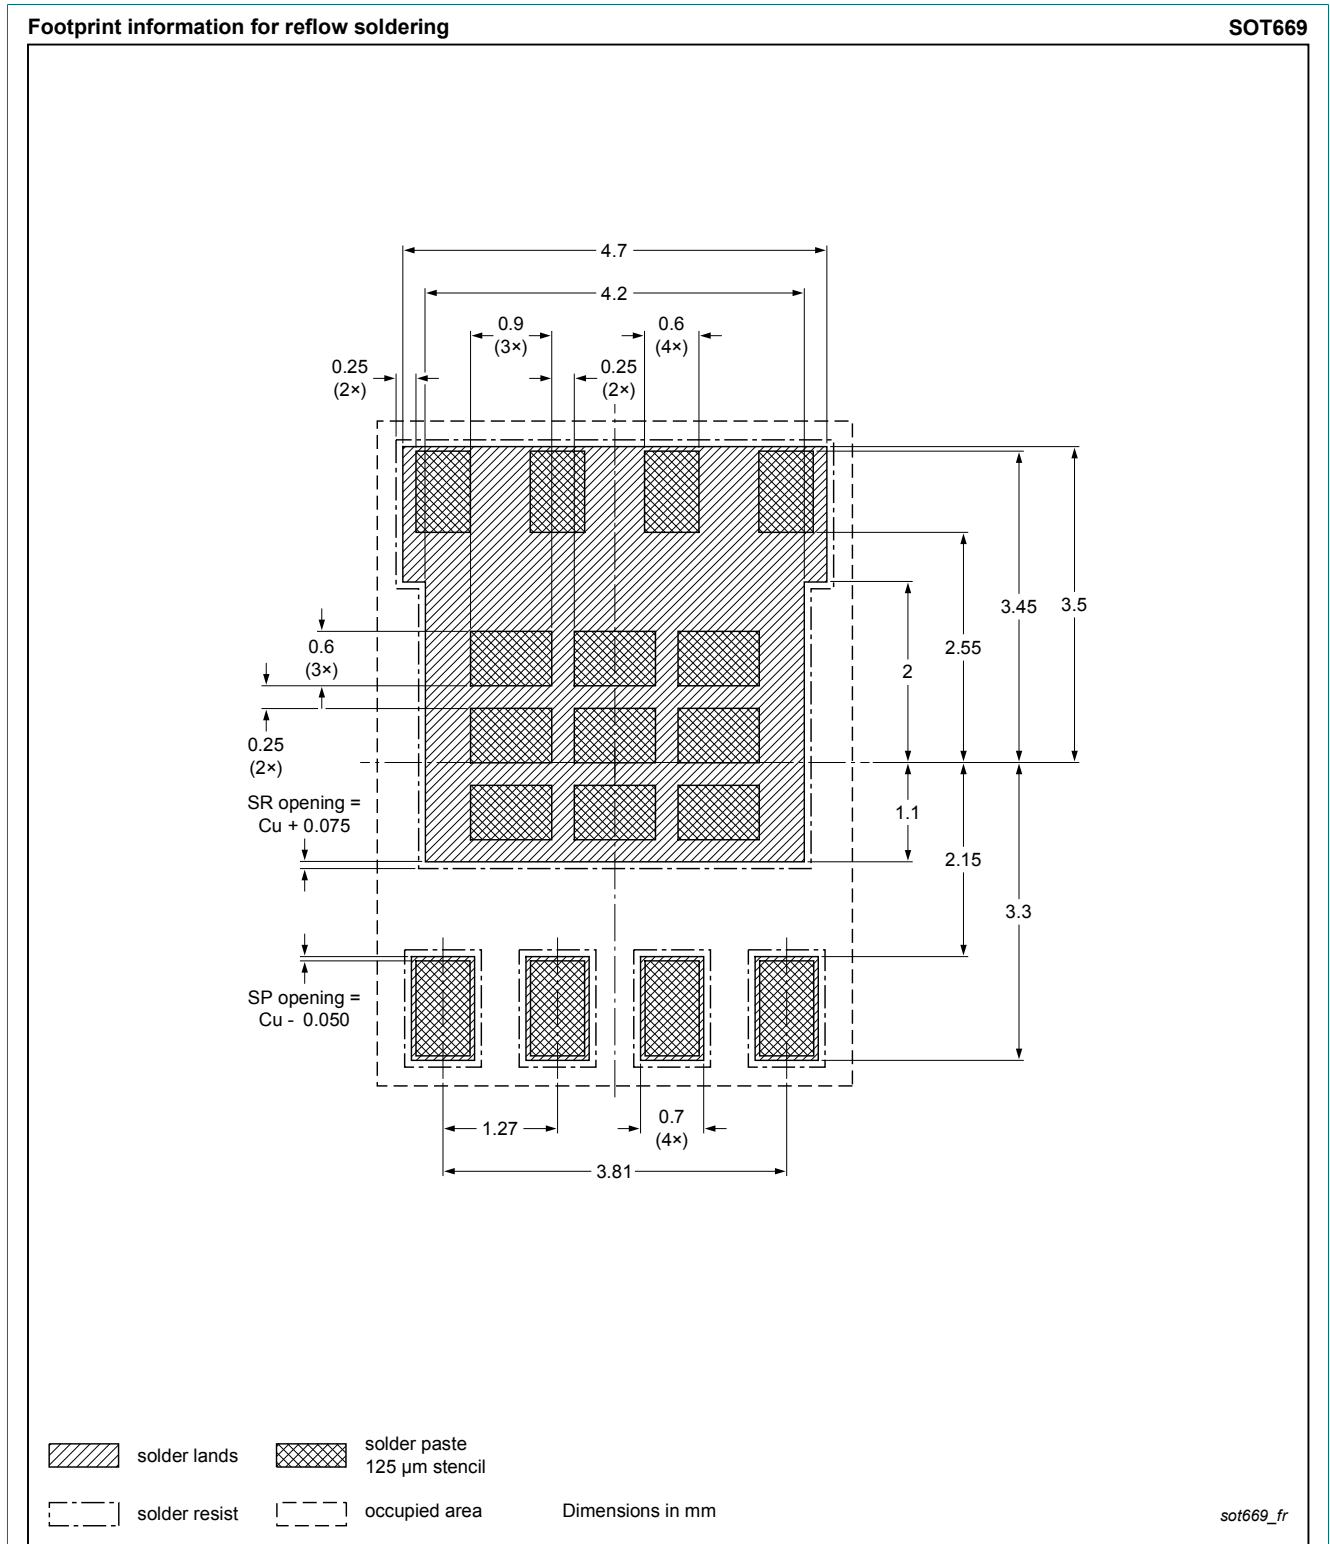 Footprint information for reflow soldering
SOT669
4.7
4.2
0.9
(3×)
0.6
(4×)
0.25
(2×)
0.25
(2×)
3.45
3.5
2.55
2
0.6
(3×)
0.25
(2×)
SR opening =
Cu + 0.075
1.1
2.15
3.3
SP opening =
Cu - 0.050
1.27
0.7
(4×)
3.81
solder lands
solder paste
125 µm stencil
solder resist
occupied area
Dimensions in mm
sot669_fr